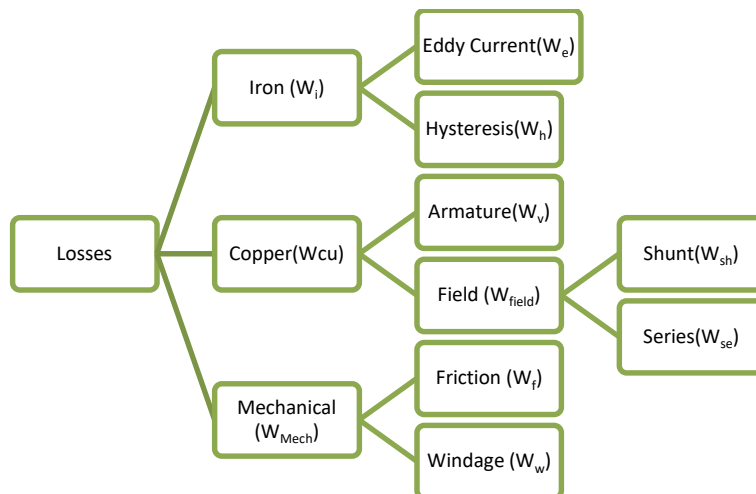 Losses
Iron (Wi)
Eddy Current(We)
Hysteresis(Wh)
Copper(Wcu)
Armature(Wv)
Field (Wfield)
Shunt(Wsh)
Series(Wse)
Mechanical
(WMech)
Friction (Wf)
Windage (Ww)